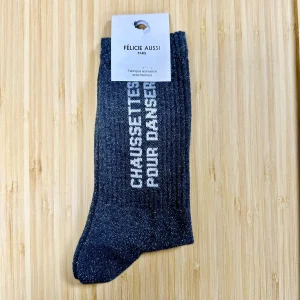 FÉLICIE AUSSI
PARIS
CHAUSSETTES
POUR DANSER